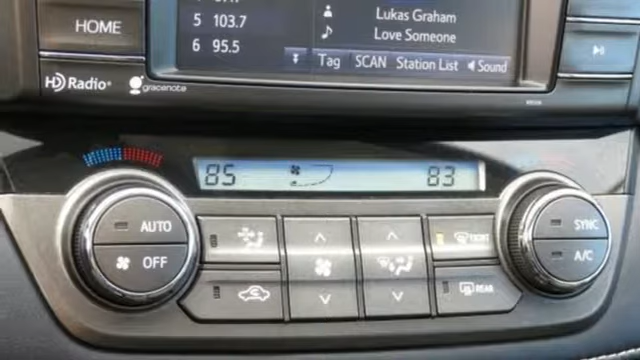 HOME
5 103.7
6 95.5
Lukas Graham
Love Someone
Tag SCAN Station List Sound
HD Radio
gracenote
85 83
AUTO
OFF
FRONT
REAR
SYNC
A/C